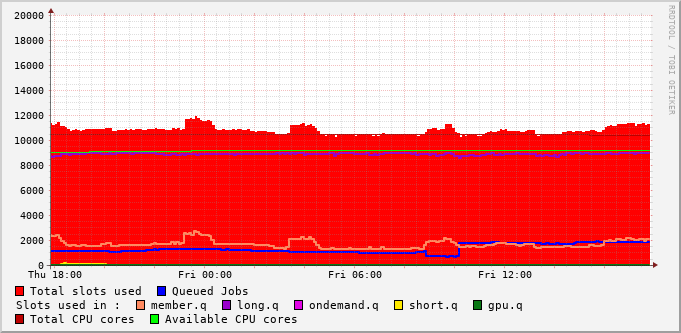 RRDTOOL / TOBI OETIKER
20000
18000
16000
14000
12000
10000
8000
6000
4000
2000
0
Thu 18:00 Fri 00:00 Fri 06:00 Fri 12:00
Total slots used Queued Jobs
Slots used in : member.q long.q ondemand.q short.q gpu.q
Total CPU cores Available CPU cores